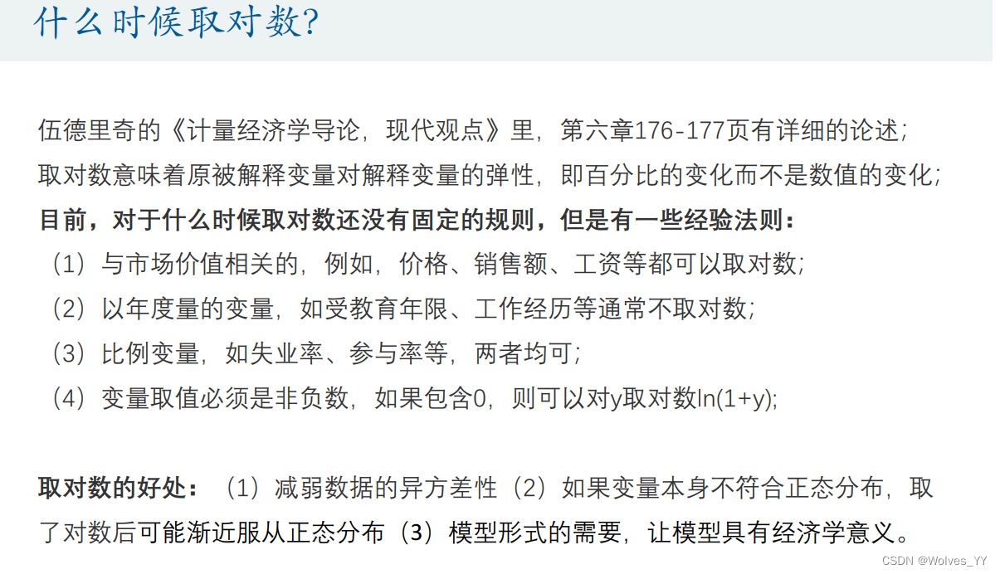 什么时候取对数?
伍德里奇的《计量经济学导论，现代观点》里，第六章176-177页有详细的论述；
取对数意味着原被解释变量对解释变量的弹性，即百分比的变化而不是数值的变化；
目前，对于什么时候取对数还没有固定的规则，但是有一些经验法则：
（1）与市场价值相关的，例如，价格、销售额、工资等都可以取对数；
（2）以年度量的变量，如受教育年限、工作经历等通常不取对数；
（3）比例变量，如失业率、参与率等，两者均可；
（4）变量取值必须是非负数，如果包含0，则可以对y取对数ln(1+y);
取对数的好处：（1）减弱数据的异方差性（2）如果变量本身不符合正态分布，取
了对数后可能渐近服从正态分布（3）模型形式的需要，让模型具有经济学意义。
CSDN @Wolves_YY